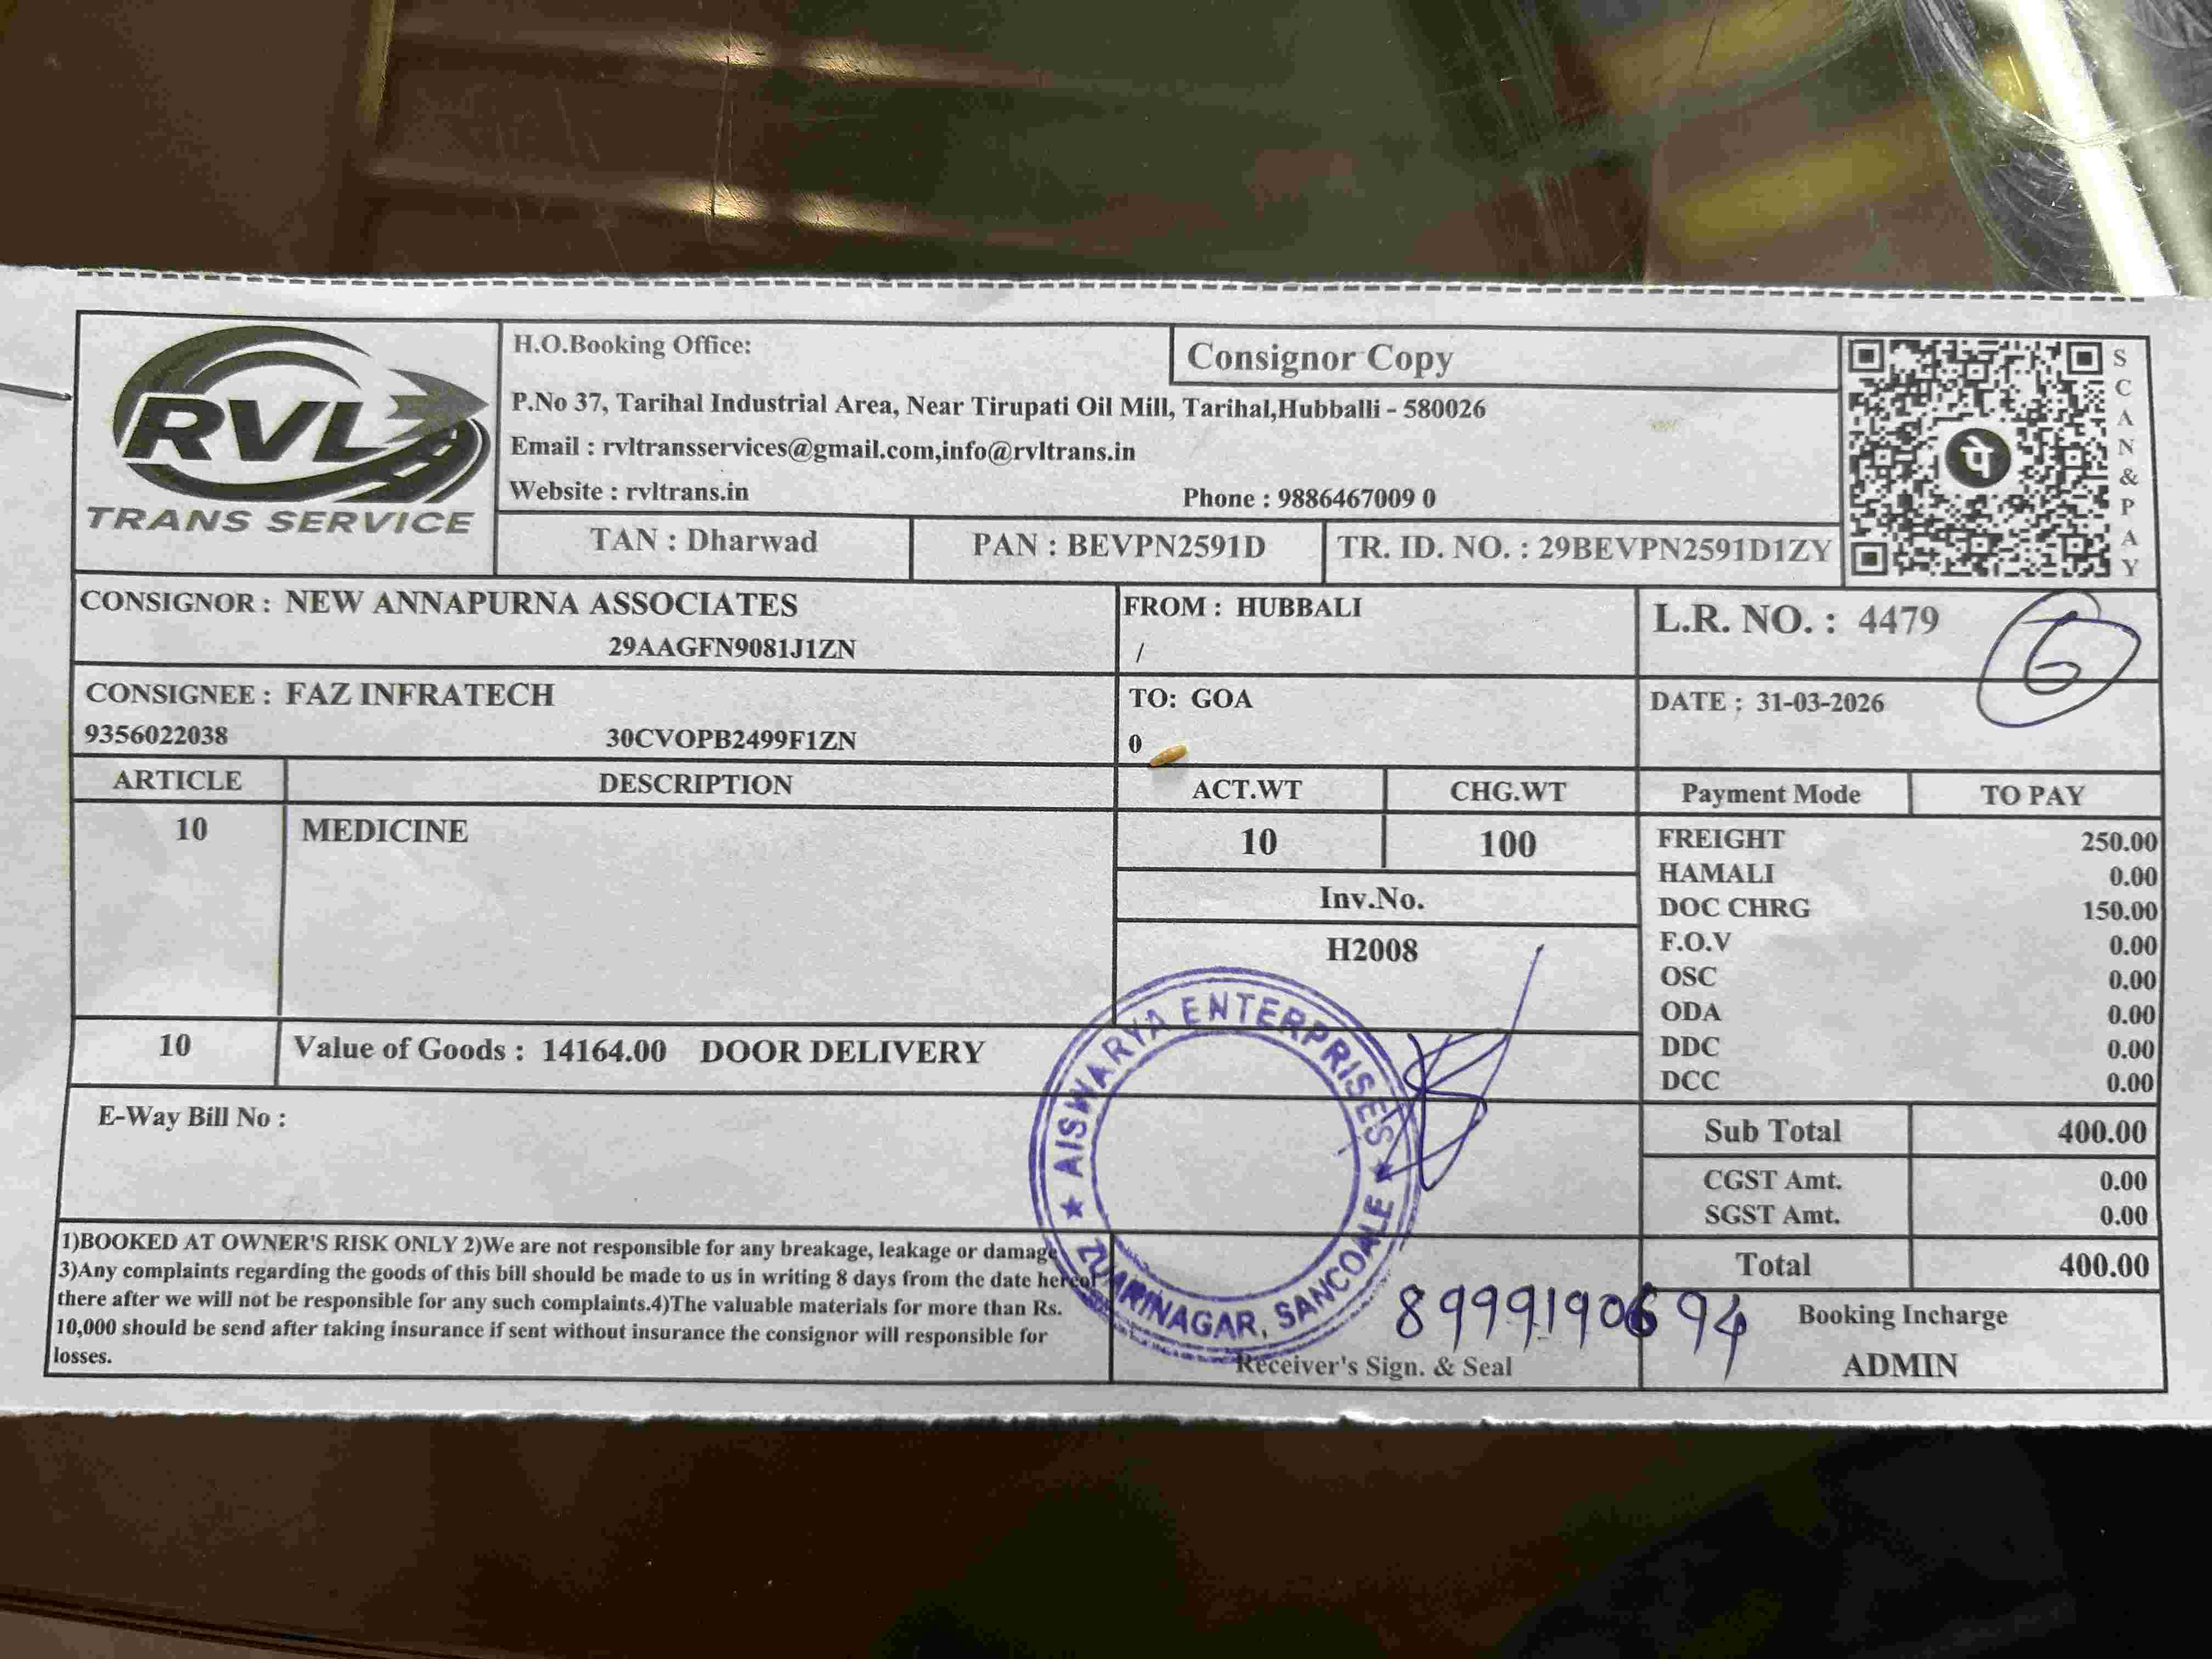 RVL
TRANS SERVICE
H.O.Booking Office:
Consignor Copy
P.No 37, Tarihal Industrial Area, Near Tirupati Oil Mill, Tarihal,Hubballi - 580026
Email : rvltransservices@gmail.com,info@rvltrans.in
Website : rvltrans.in Phone : 9886467009 0
TAN : Dharwad PAN : BEVPN2591D TR. ID. NO. : 29BEVPN2591D1ZY
पे
SCAN&PAY
CONSIGNOR : NEW ANNAPURNA ASSOCIATES
29AAGFN9081J1ZN
FROM : HUBBALI
/
L.R. NO. : 4479
6
CONSIGNEE : FAZ INFRATECH
9356022038 30CVOPB2499F1ZN
TO: GOA
0
DATE : 31-03-2026
ARTICLE DESCRIPTION ACT.WT CHG.WT Payment Mode TO PAY
10 MEDICINE 10 100
Inv.No.
H2008
FREIGHT 250.00
HAMALI 0.00
DOC CHRG 150.00
F.O.V 0.00
OSC 0.00
ODA 0.00
DDC 0.00
DCC 0.00
10 Value of Goods : 14164.00 DOOR DELIVERY
E-Way Bill No :
Sub Total 400.00
CGST Amt. 0.00
SGST Amt. 0.00
Total 400.00
1)BOOKED AT OWNER'S RISK ONLY 2)We are not responsible for any breakage, leakage or damage
3)Any complaints regarding the goods of this bill should be made to us in writing 8 days from the date hereof
there after we will not be responsible for any such complaints.4)The valuable materials for more than Rs.
10,000 should be send after taking insurance if sent without insurance the consignor will responsible for
losses.
★ AISWARYA ENTERPRISES ★
ZUARINAGAR, SANCOALE
8999190694
Receiver's Sign. & Seal
Booking Incharge
ADMIN